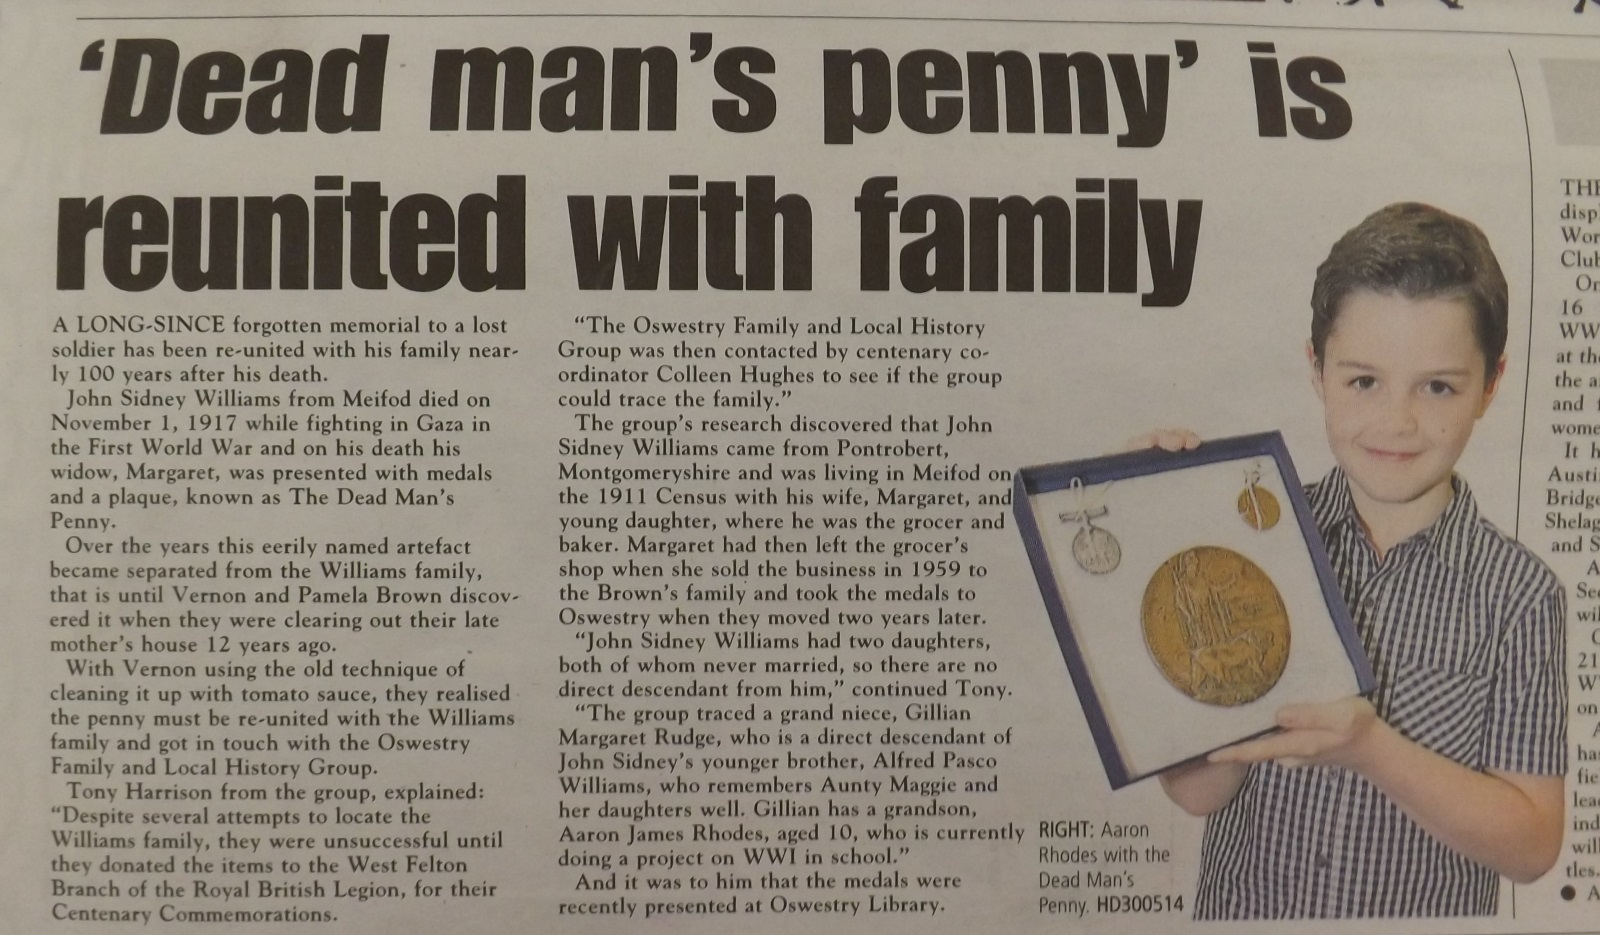 ‘Dead man’s penny’ is
reunited with family
A LONG-SINCE forgotten memorial to a lost
soldier has been re-united with his family near-
ly 100 years after his death.
John Sidney Williams from Meifod died on
November 1, 1917 while fighting in Gaza in
the First World War and on his death his
widow, Margaret, was presented with medals
and a plaque, known as The Dead Man’s
Penny.
Over the years this eerily named artefact
became separated from the Williams family,
that is until Vernon and Pamela Brown discov-
ered it when they were clearing out their late
mother’s house 12 years ago.
With Vernon using the old technique of
cleaning it up with tomato sauce, they realised
the penny must be re-united with the Williams
family and got in touch with the Oswestry
Family and Local History Group.
Tony Harrison from the group, explained:
“Despite several attempts to locate the
Williams family, they were unsuccessful until
they donated the items to the West Felton
Branch of the Royal British Legion, for their
Centenary Commemorations.
“The Oswestry Family and Local History
Group was then contacted by centenary co-
ordinator Colleen Hughes to see if the group
could trace the family.”
The group’s research discovered that John
Sidney Williams came from Pontrobert,
Montgomeryshire and was living in Meifod on
the 1911 Census with his wife, Margaret, and
young daughter, where he was the grocer and
baker. Margaret had then left the grocer’s
shop when she sold the business in 1959 to
the Brown’s family and took the medals to
Oswestry when they moved two years later.
“John Sidney Williams had two daughters,
both of whom never married, so there are no
direct descendant from him,” continued Tony.
“The group traced a grand niece, Gillian
Margaret Rudge, who is a direct descendant of
John Sidney’s younger brother, Alfred Pasco
Williams, who remembers Aunty Maggie and
her daughters well. Gillian has a grandson,
Aaron James Rhodes, aged 10, who is currently
doing a project on WWI in school.”
And it was to him that the medals were
recently presented at Oswestry Library.
RIGHT: Aaron
Rhodes with the
Dead Man’s
Penny. HD300514
16
at
and
It
and
21
on
● A